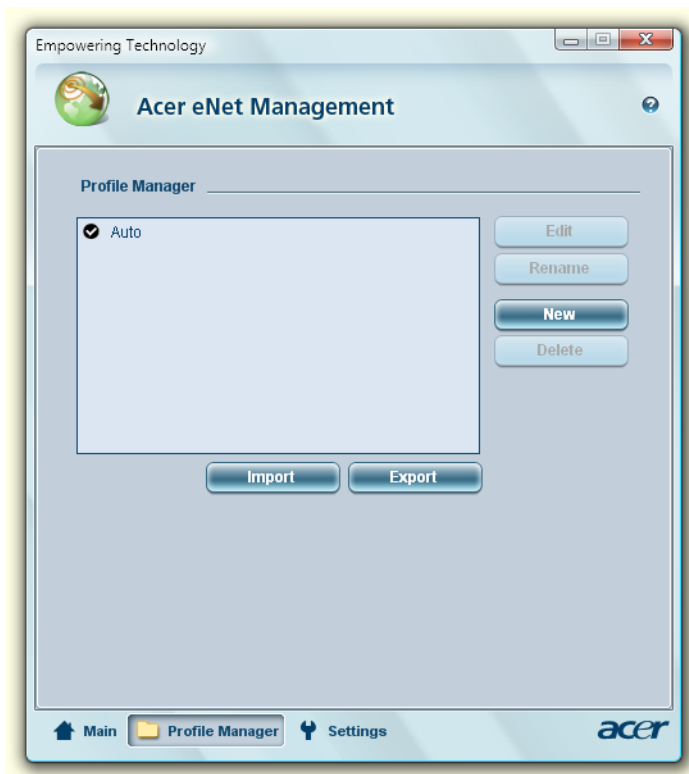 Empowering Technology
Acer eNet Management
Profile Manager
Auto
Edit
Rename
New
Delete
Import Export
Main Profile Manager Settings acer